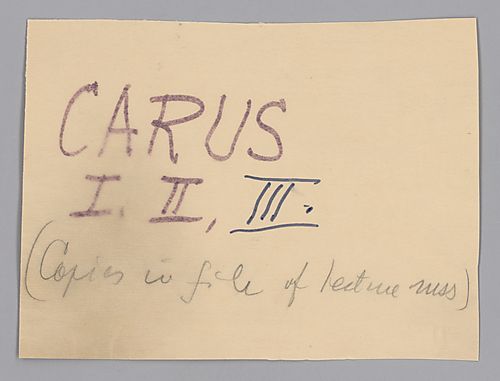 CARUS
I. II, III.
(Copies in file of lecture mss)